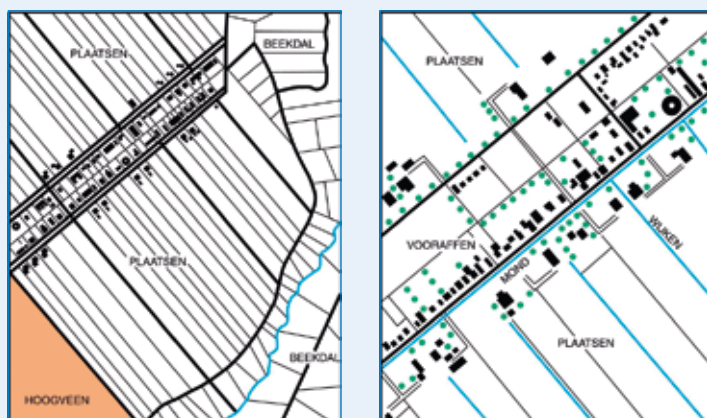 PLAATSEN
BEEKDAL
PLAATSEN
BEEKDAL
HOOGVEEN
PLAATSEN
WIJKEN
VOORAFFEN
MOND
PLAATSEN